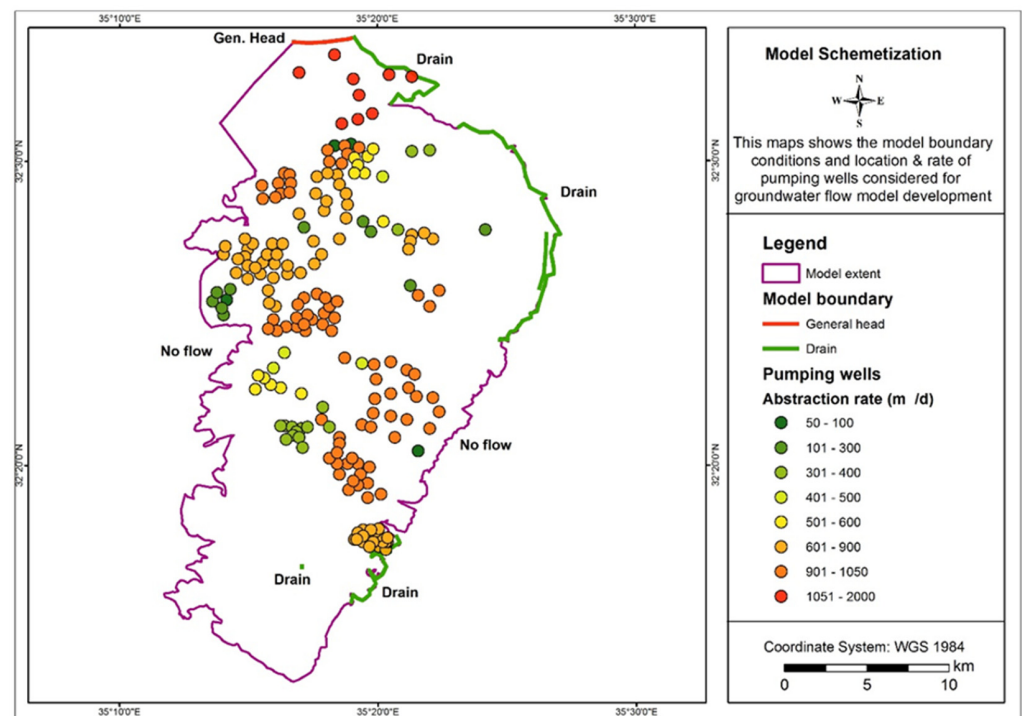 35°10'0"E 35°20'0"E 35°30'0"E
Gen. Head
Drain
32°30'0"N 32°30'0"N
Drain
No flow
No flow
32°20'0"N 32°20'0"N
Drain
Drain
35°10'0"E 35°20'0"E 35°30'0"E
Model Schemetization
N
W E
S
This maps shows the model boundary
conditions and location & rate of
pumping wells considered for
groundwater flow model development
Legend
Model extent
Model boundary
General head
Drain
Pumping wells
Abstraction rate (m /d)
50 - 100
101 - 300
301 - 400
401 - 500
501 - 600
601 - 900
901 - 1050
1051 - 2000
Coordinate System: WGS 1984
km
0 5 10